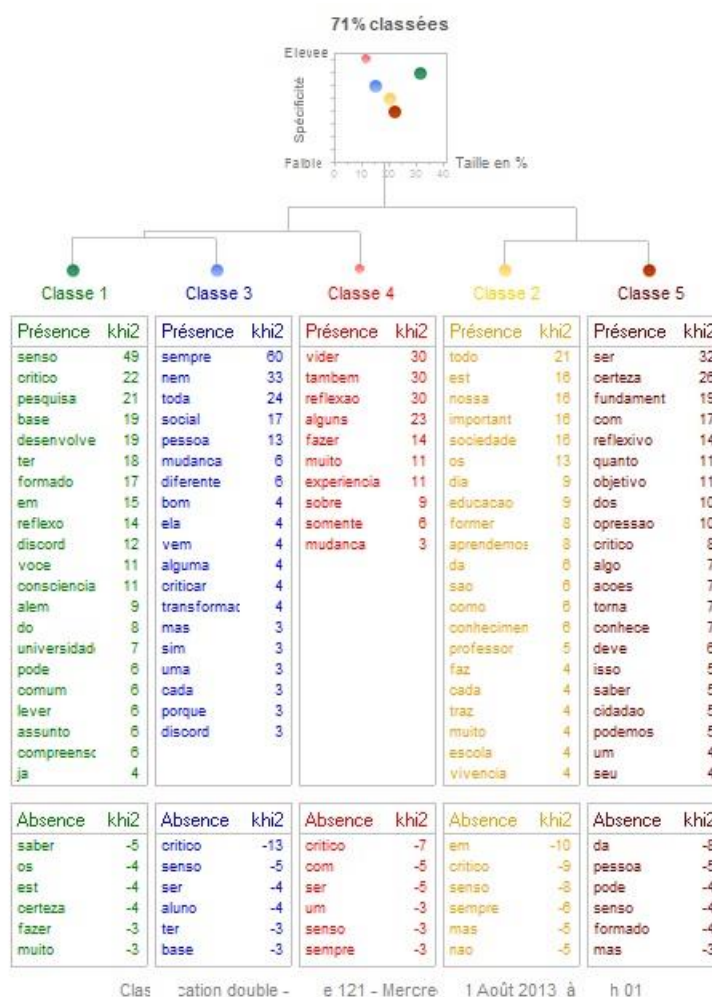 71% classées
Elevee
Spécificité
Faible
0 10 20 30 40
Taille en %
Classe 1
Classe 3
Classe 4
Classe 2
Classe 5
Présence khi2
senso 49
critico 22
pesquisa 21
base 19
desenvolve 19
ter 18
formado 17
em 15
reflexo 14
discord 12
voce 11
consciencia 11
alem 9
do 8
universidad 7
pode 6
comum 6
lever 6
assunto 6
compreensc 6
ja 4
Présence khi2
sempre 60
nem 33
toda 24
social 17
pessoa 13
mudanca 6
diferente 6
bom 4
ela 4
vem 4
alguma 4
criticar 4
transformac 4
mas 3
sim 3
uma 3
cada 3
porque 3
discord 3
Présence khi2
vider 30
tambem 30
reflexao 30
alguns 23
fazer 14
muito 11
experiencia 11
sobre 9
somente 6
mudanca 3
Présence khi2
todo 21
est 16
nossa 16
important 16
sociedade 16
os 13
dia 9
educacao 9
former 8
aprendemos 8
da 6
sao 6
como 6
conhecimen 6
professor 5
faz 4
cada 4
traz 4
muito 4
escola 4
vivencia 4
Présence khi2
ser 32
certeza 26
fundament 19
com 17
reflexivo 14
quanto 11
objetivo 11
dos 10
opressao 10
critico 8
algo 7
acoes 7
torna 7
conhece 7
deve 6
isso 5
saber 5
cidadao 5
podemos 5
um 4
seu 4
Absence khi2
saber -5
os -4
est -4
certeza -4
fazer -3
muito -3
Absence khi2
critico -13
senso -5
ser -4
aluno -4
ter -3
base -3
Absence khi2
critico -7
com -5
ser -5
um -3
senso -3
sempre -3
Absence khi2
em -10
critico -9
senso -8
sempre -6
mas -5
nao -5
Absence khi2
da -8
pessoa -5
pode -4
senso -4
formado -4
mas -3
Clas cation double - e 121 - Mercre 1 Août 2013 à h 01